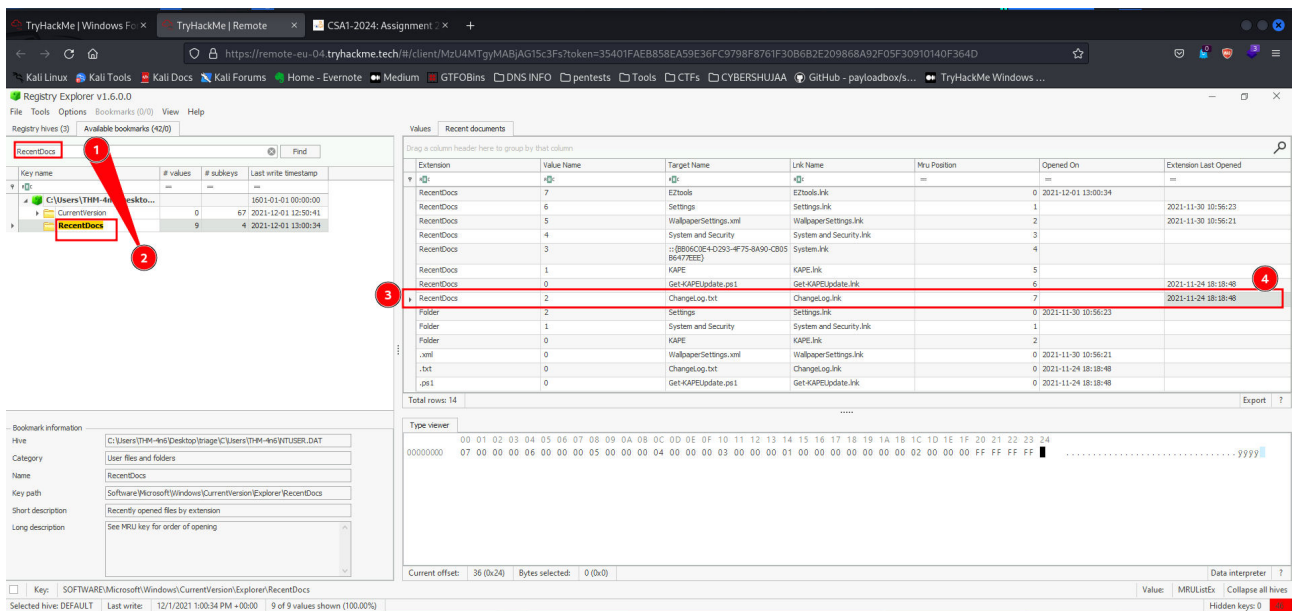 TryHackMe | Windows Fo× TryHackMe | Remote × CSA1-2024: Assignment 2 × +
https://remote-eu-04.tryhackme.tech/#/client/MzU4MTgyMABjAG15c3Fs?token=35401FAEB858EA59E36FC9798F8761F30B6B2E209868A92F05F30910140F364D
Kali Linux Kali Tools Kali Docs Kali Forums Home - Evernote Medium GTFOBins DNS INFO pentests Tools CTFs CYBERSHUJAA GitHub - payloadbox/s... TryHackMe Windows ...
Registry Explorer v1.6.0.0
File Tools Options Bookmarks (0/0) View Help
Registry hives (3) Available bookmarks (42/0)
RecentDocs Find
1
Key name # values # subkeys Last write timestamp
= = =
C:\Users\THM-4n6\Deskto... 1601-01-01 00:00:00
CurrentVersion 0 67 2021-12-01 12:50:41
RecentDocs 9 4 2021-12-01 13:00:34
2
Values Recent documents
Drag a column header here to group by that column
Extension Value Name Target Name Lnk Name Mru Position Opened On Extension Last Opened
= = =
RecentDocs 7 EZtools EZtools.lnk 0 2021-12-01 13:00:34
RecentDocs 6 Settings Settings.lnk 1 2021-11-30 10:56:23
RecentDocs 5 WallpaperSettings.xml WallpaperSettings.lnk 2 2021-11-30 10:56:21
RecentDocs 4 System and Security System and Security.lnk 3
RecentDocs 3 ::{BB06C0E4-D293-4F75-8A90-CB05 System.lnk 4
B6477EEE}
RecentDocs 1 KAPE KAPE.lnk 5
RecentDocs 0 Get-KAPEUpdate.ps1 Get-KAPEUpdate.lnk 6 2021-11-24 18:18:48
4
3
RecentDocs 2 ChangeLog.txt ChangeLog.lnk 7 2021-11-24 18:18:48
Folder 2 Settings Settings.lnk 0 2021-11-30 10:56:23
Folder 1 System and Security System and Security.lnk 1
Folder 0 KAPE KAPE.lnk 2
.xml 0 WallpaperSettings.xml WallpaperSettings.lnk 0 2021-11-30 10:56:21
.txt 0 ChangeLog.txt ChangeLog.lnk 0 2021-11-24 18:18:48
.ps1 0 Get-KAPEUpdate.ps1 Get-KAPEUpdate.lnk 0 2021-11-24 18:18:48
Total rows: 14 Export ?
Bookmark information
Hive C:\Users\THM-4n6\Desktop\triage\C\Users\THM-4n6\NTUSER.DAT
Category User files and folders
Name RecentDocs
Key path Software\Microsoft\Windows\CurrentVersion\Explorer\RecentDocs
Short description Recently opened files by extension
Long description See MRU key for order of opening
Type viewer
00 01 02 03 04 05 06 07 08 09 0A 0B 0C 0D 0E 0F 10 11 12 13 14 15 16 17 18 19 1A 1B 1C 1D 1E 1F 20 21 22 23 24
00000000 07 00 00 00 06 00 00 00 05 00 00 00 04 00 00 00 03 00 00 00 01 00 00 00 00 00 00 00 02 00 00 00 FF FF FF FF ................................ÿÿÿÿ
Current offset: 36 (0x24) Bytes selected: 0 (0x0) Data interpreter ?
Key: SOFTWARE\Microsoft\Windows\CurrentVersion\Explorer\RecentDocs Value: MRUListEx Collapse all hives
Selected hive: DEFAULT Last write: 12/1/2021 1:00:34 PM +00:00 9 of 9 values shown (100.00%) Hidden keys: 0